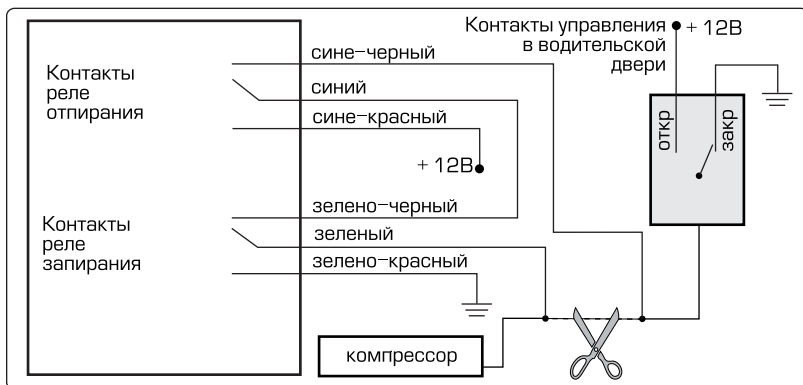 Контакты управления
в водительской
двери
+ 12В
Контакты
реле
отпирания
сине-черный
синий
сине-красный
+ 12В
откр
закр
Контакты
реле
запирания
зелено-черный
зеленый
зелено-красный
компрессор